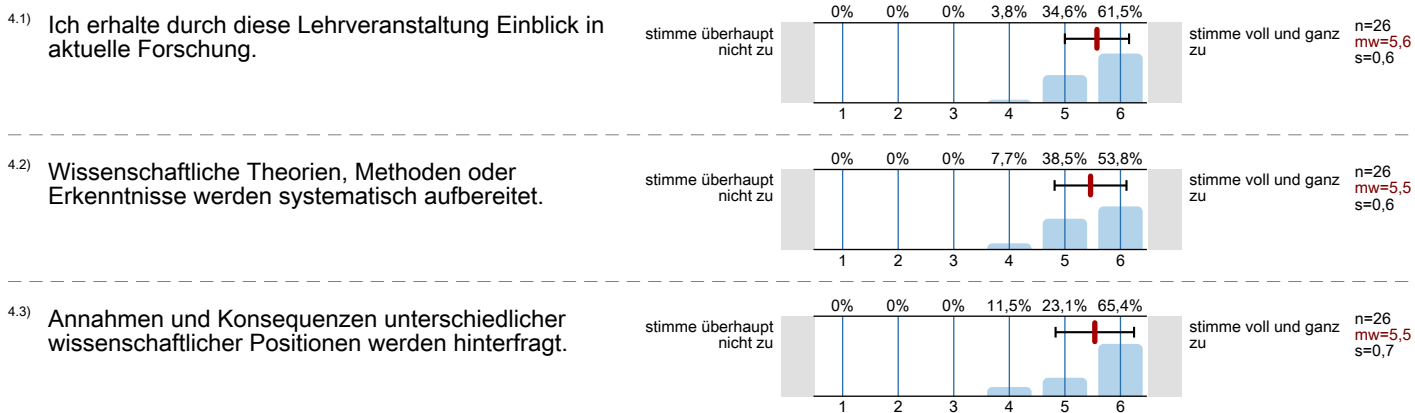 4.1) Ich erhalte durch diese Lehrveranstaltung Einblick in
aktuelle Forschung.
stimme überhaupt
nicht zu
0% 0% 0% 3,8% 34,6% 61,5%
1 2 3 4 5 6
stimme voll und ganz
zu
n=26
mw=5,6
s=0,6
4.2) Wissenschaftliche Theorien, Methoden oder
Erkenntnisse werden systematisch aufbereitet.
stimme überhaupt
nicht zu
0% 0% 0% 7,7% 38,5% 53,8%
1 2 3 4 5 6
stimme voll und ganz
zu
n=26
mw=5,5
s=0,6
4.3) Annahmen und Konsequenzen unterschiedlicher
wissenschaftlicher Positionen werden hinterfragt.
stimme überhaupt
nicht zu
0% 0% 0% 11,5% 23,1% 65,4%
1 2 3 4 5 6
stimme voll und ganz
zu
n=26
mw=5,5
s=0,7